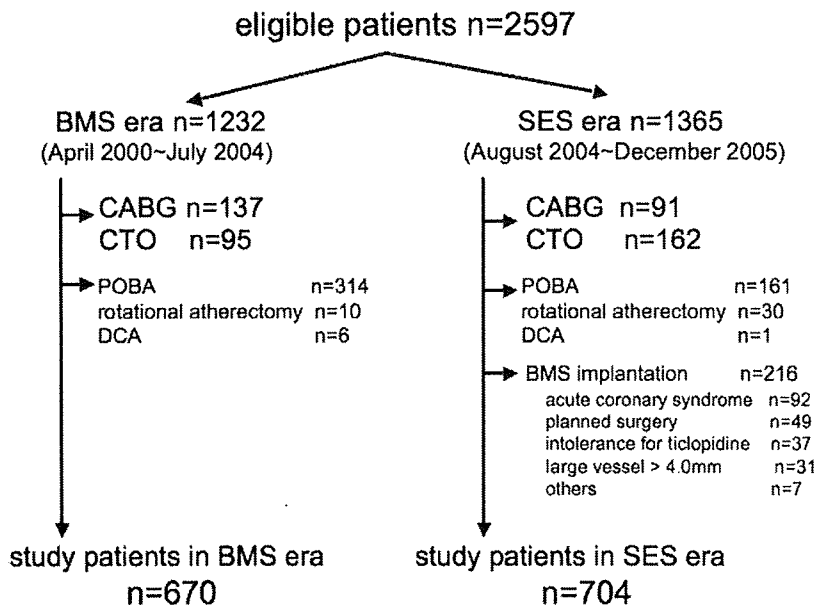 eligible patients n=2597
BMS era n=1232
(April 2000~July 2004)
CABG n=137
CTO n=95
POBA n=314
rotational atherectomy n=10
DCA n=6
study patients in BMS era
n=670
SES era n=1365
(August 2004~December 2005)
CABG n=91
CTO n=162
POBA n=161
rotational atherectomy n=30
DCA n=1
BMS implantation n=216
acute coronary syndrome n=92
planned surgery n=49
intolerance for ticlopidine n=37
large vessel > 4.0mm n=31
others n=7
study patients in SES era
n=704